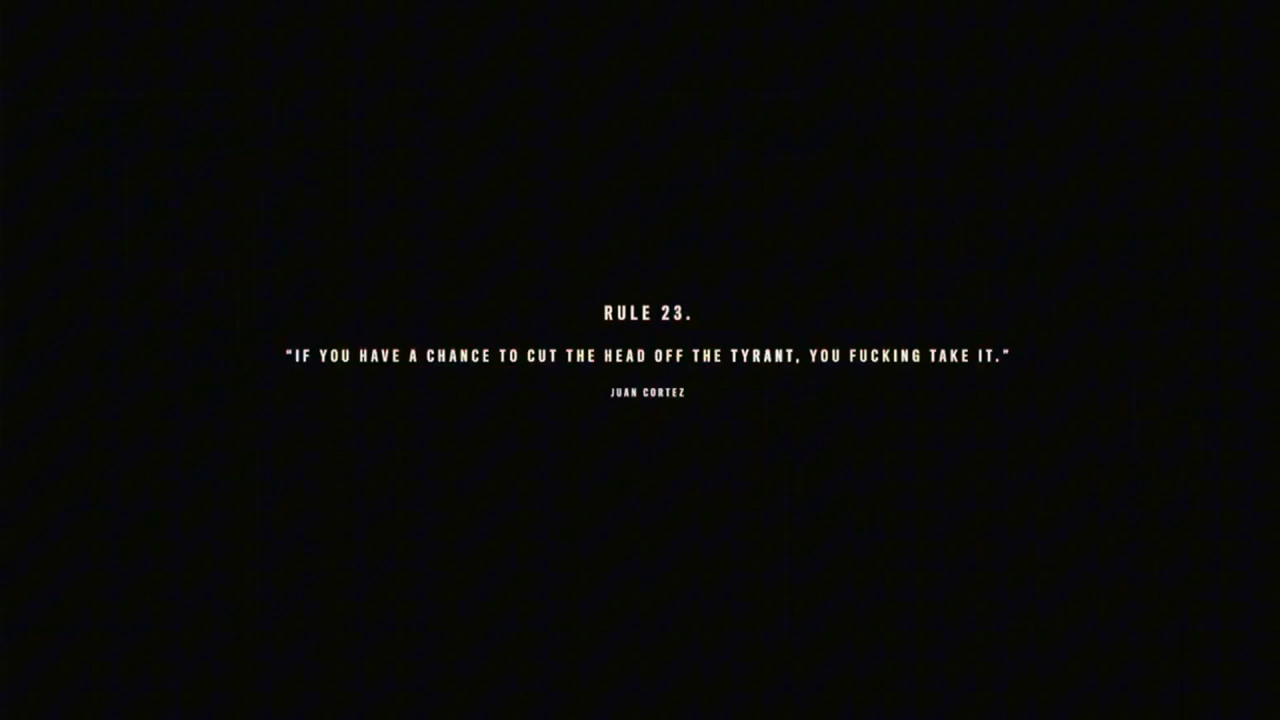 RULE 23.
"IF YOU HAVE A CHANCE TO CUT THE HEAD OFF THE TYRANT, YOU FUCKING TAKE IT."
JUAN CORTEZ